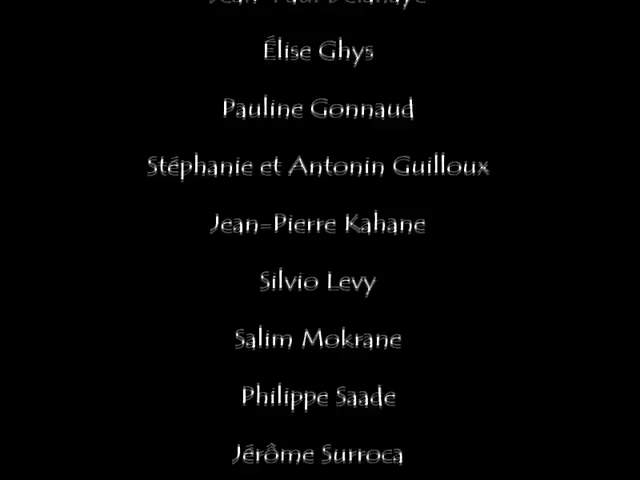 Élise Ghys
Pauline Gonnaud
Stéphanie et Antonin Guilloux
Jean-Pierre Kahane
Silvio Levy
Salim Mokrane
Philippe Saade
Jérôme Surroca